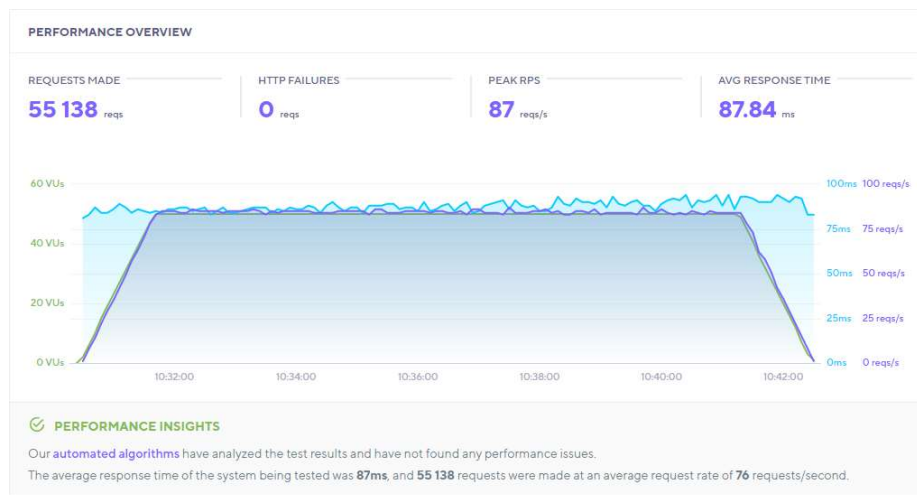 PERFORMANCE OVERVIEW
REQUESTS MADE
55 138 reqs
HTTP FAILURES
0 reqs
PEAK RPS
87 reqs/s
AVG RESPONSE TIME
87.84 ms
60 VUs
40 VUs
20 VUs
0 VUs
100ms 100 reqs/s
75ms 75 reqs/s
50ms 50 reqs/s
25ms 25 reqs/s
0ms 0 reqs/s
10:32:00 10:34:00 10:36:00 10:38:00 10:40:00 10:42:00
PERFORMANCE INSIGHTS
Our automated algorithms have analyzed the test results and have not found any performance issues.
The average response time of the system being tested was 87ms, and 55 138 requests were made at an average request rate of 76 requests/second.